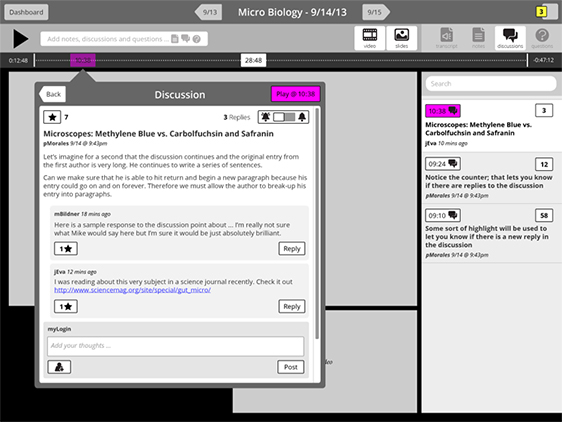 Dashboard
9/13
Micro Biology - 9/14/13
9/15
3
Add notes, discussions and questions ...
video
slides
transcript
notes
discussions
questions
0:12:48
10:38
28:48
-0:47:12
Back
Discussion
Play @ 10:38
7
3 Replies
Microscopes: Methylene Blue vs. Carbolfuchsin and Safranin
pMorales 9/14 @ 9:43pm
Let's imagine for a second that the discussion continues and the original entry from
the first author is very long. He continues to write a series of sentences.
Can we make sure that he is able to hit return and begin a new paragraph because his
entry could go on and on forever. Therefore we must allow the author to break-up his
entry into paragraphs.
mBildner 18 mins ago
Here is a sample response to the discussion point about ... I'm really not sure
what Mike would say here but I'm sure it would be just absolutely brilliant.
1
Reply
jEva 12 mins ago
I was reading about this very subject in a science journal recently. Check it out
http://www.sciencemag.org/site/special/gut_micro/
1
Reply
myLogin
Add your thoughts ...
Post
Search
10:38
3
Microscopes: Methylene Blue vs.
Carbolfuchsin and Safranin
jEva 10 mins ago
09:24
12
Notice the counter; that lets you know
if there are replies to the discussion
pMorales 9/14 @ 9:43pm
09:10
58
Some sort of highlight will be used to
let you know if there is a new reply in
the discussion
pMorales 9/14 @ 9:43pm